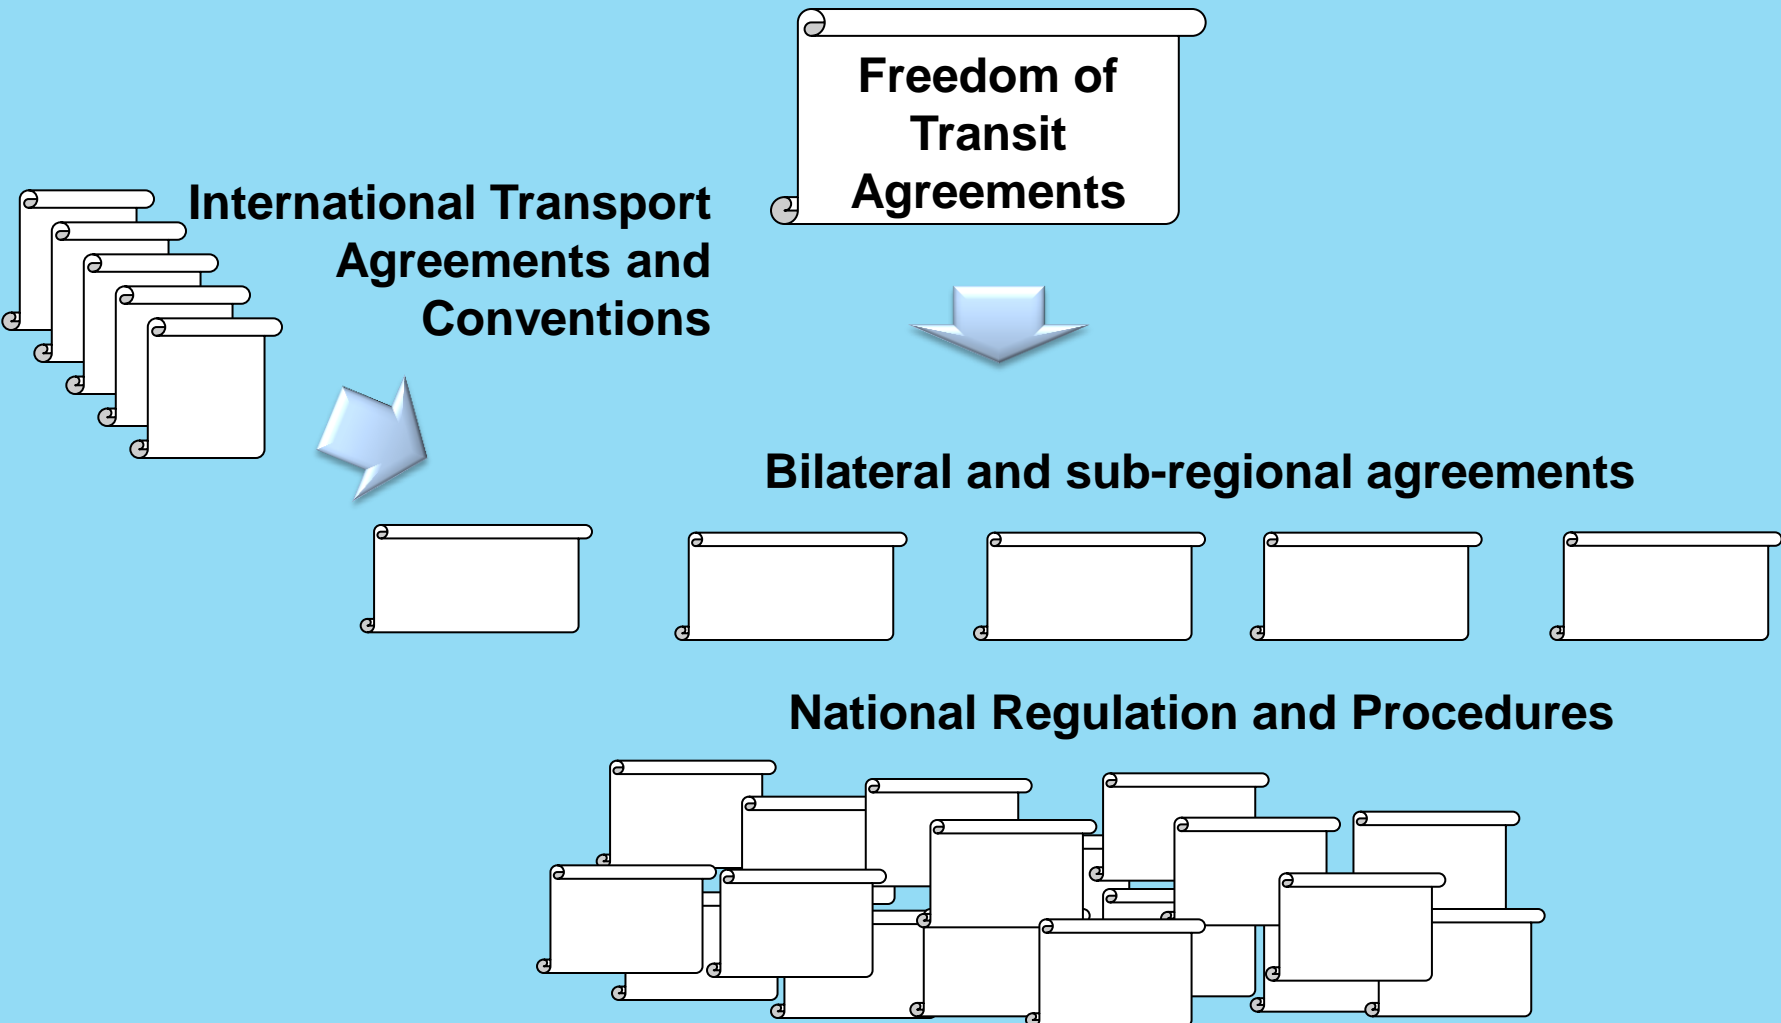 Freedom of
Transit
Agreements
International Transport
Agreements and
Conventions
Bilateral and sub-regional agreements
National Regulation and Procedures